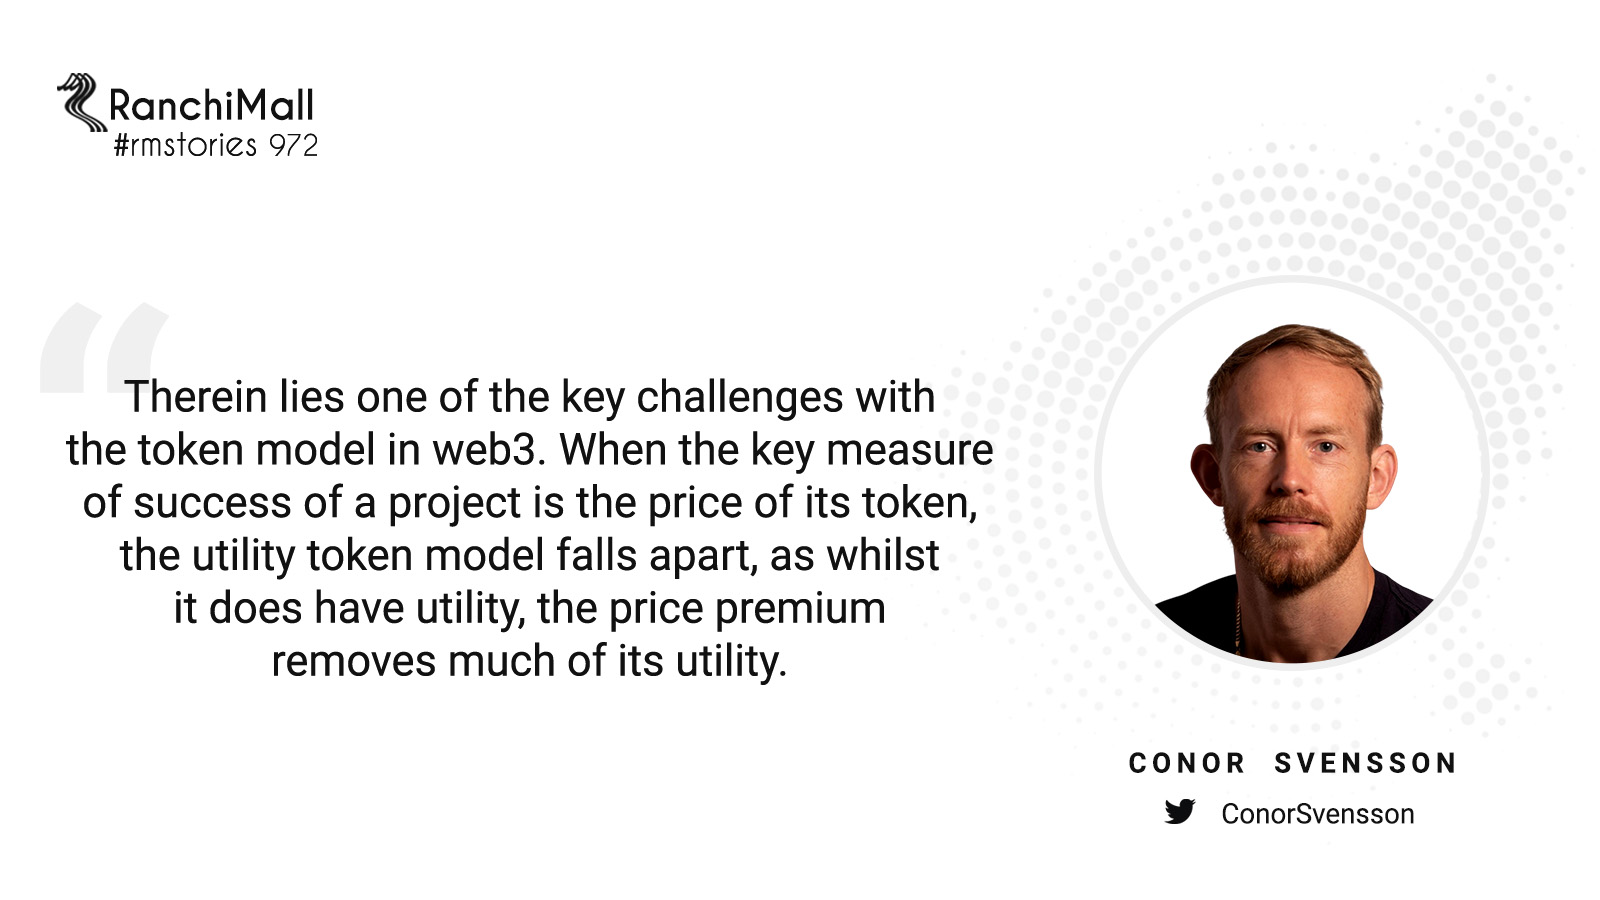 RanchiMall
#rmstories 972
“
Therein lies one of the key challenges with
the token model in web3. When the key measure
of success of a project is the price of its token,
the utility token model falls apart, as whilst
it does have utility, the price premium
removes much of its utility.
CONOR SVENSSON
ConorSvensson